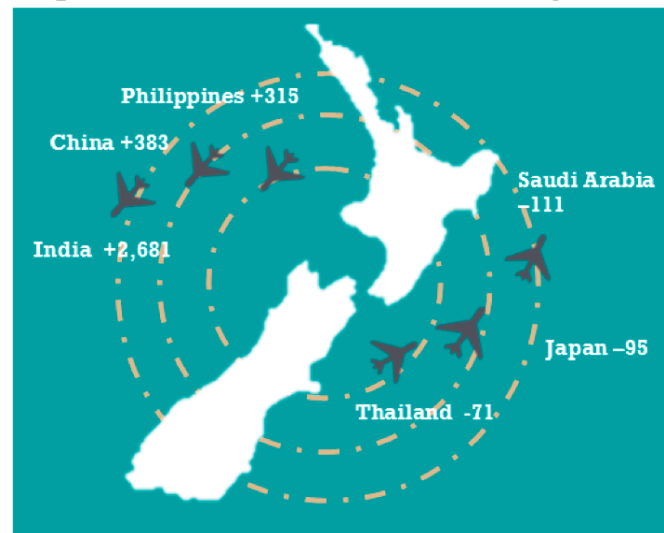 Philippines +315
China +383
Saudi Arabia
–111
India +2,681
Japan –95
Thailand -71